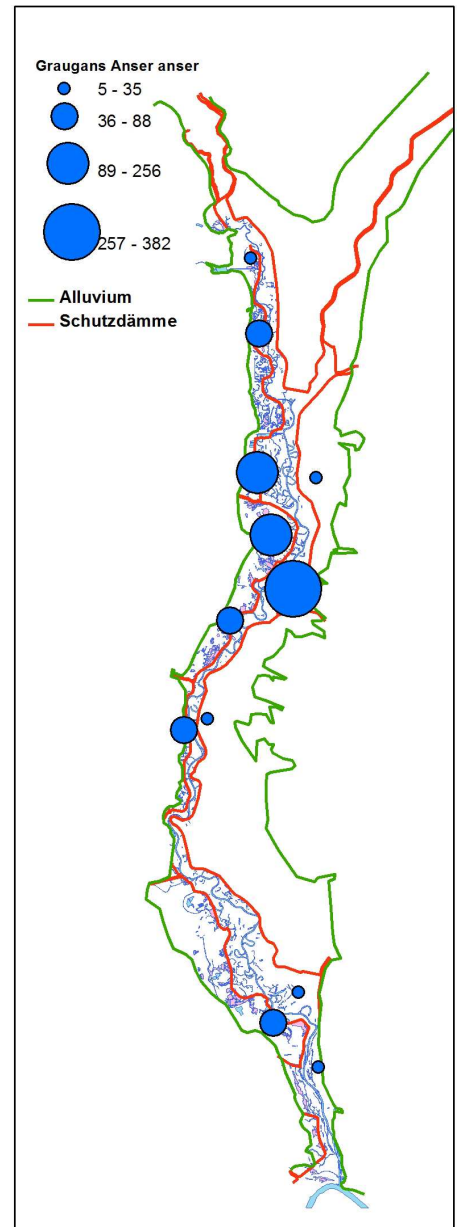 Graugans Anser anser
5 - 35
36 - 88
89 - 256
257 - 382
Alluvium
Schutzdämme